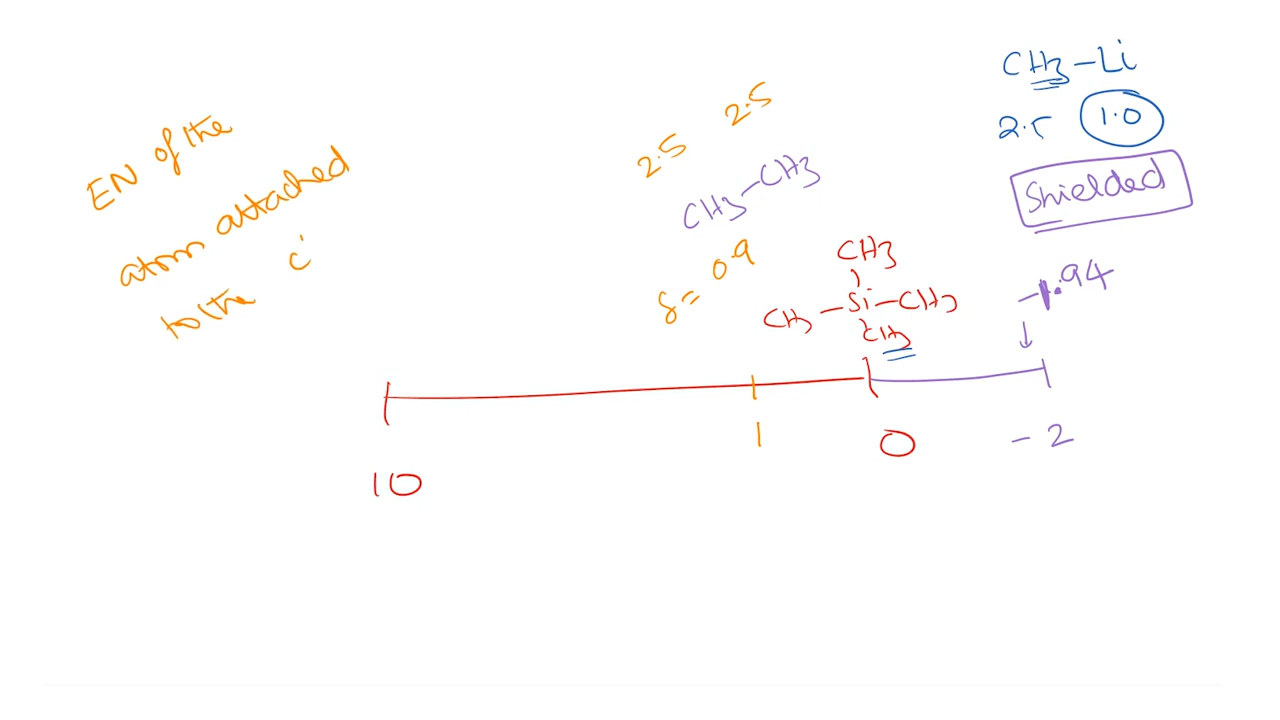 EN of the
atom attached
to the C
2.5 2.5
CH3-CH3
δ = 0.9
CH3
CH3-Si-CH3
CH3
CH3-Li
2.5 1.0
Shielded
-1.94
10 1 0 -2